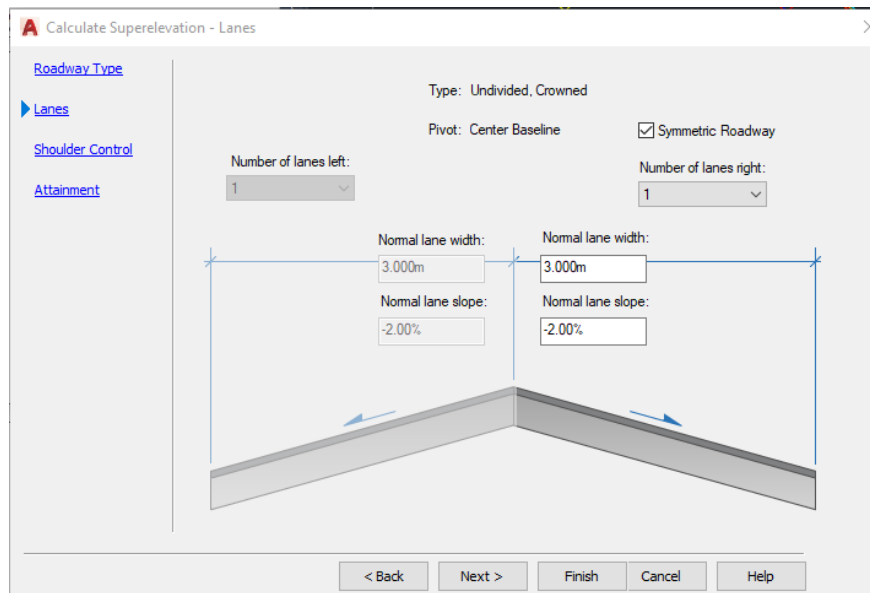 Calculate Superelevation - Lanes
Roadway Type
Lanes
Shoulder Control
Attainment
Type: Undivided, Crowned
Pivot: Center Baseline
Symmetric Roadway
Number of lanes left:
1
Number of lanes right:
1
Normal lane width:
3.000m
Normal lane slope:
-2.00%
Normal lane width:
3.000m
Normal lane slope:
-2.00%
< Back
Next >
Finish
Cancel
Help